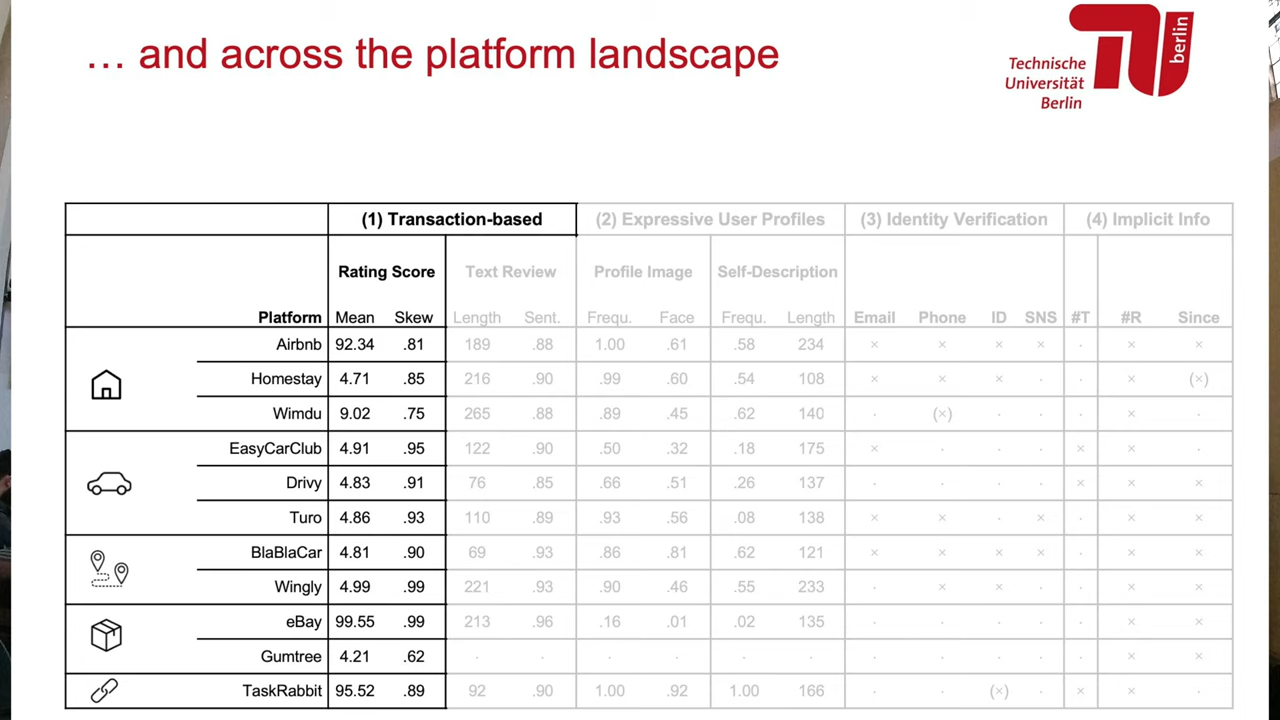 … and across the platform landscape
Technische
Universität
Berlin
berlin
(1) Transaction-based (2) Expressive User Profiles (3) Identity Verification (4) Implicit Info
Rating Score Text Review Profile Image Self-Description
Platform Mean Skew Length Sent. Frequ. Face Frequ. Length Email Phone ID SNS #T #R Since
Airbnb 92.34 .81 189 .88 1.00 .61 .58 234 × × × × · × ×
Homestay 4.71 .85 216 .90 .99 .60 .54 108 × × × · · × (×)
Wimdu 9.02 .75 265 .88 .89 .45 .62 140 · (×) · · · × ·
EasyCarClub 4.91 .95 122 .90 .50 .32 .18 175 × · · · × × ·
Drivy 4.83 .91 76 .85 .66 .51 .26 137 · · · · × × ×
Turo 4.86 .93 110 .89 .93 .56 .08 138 × × · × · × ×
BlaBlaCar 4.81 .90 69 .93 .86 .81 .62 121 × × × × · × ×
Wingly 4.99 .99 221 .93 .90 .46 .55 233 · × × · · × ×
eBay 99.55 .99 213 .96 .16 .01 .02 135 · · · · · × ×
Gumtree 4.21 .62 · · · · · · · · · · · × ×
TaskRabbit 95.52 .89 92 .90 1.00 .92 1.00 166 · · (×) · × × ·